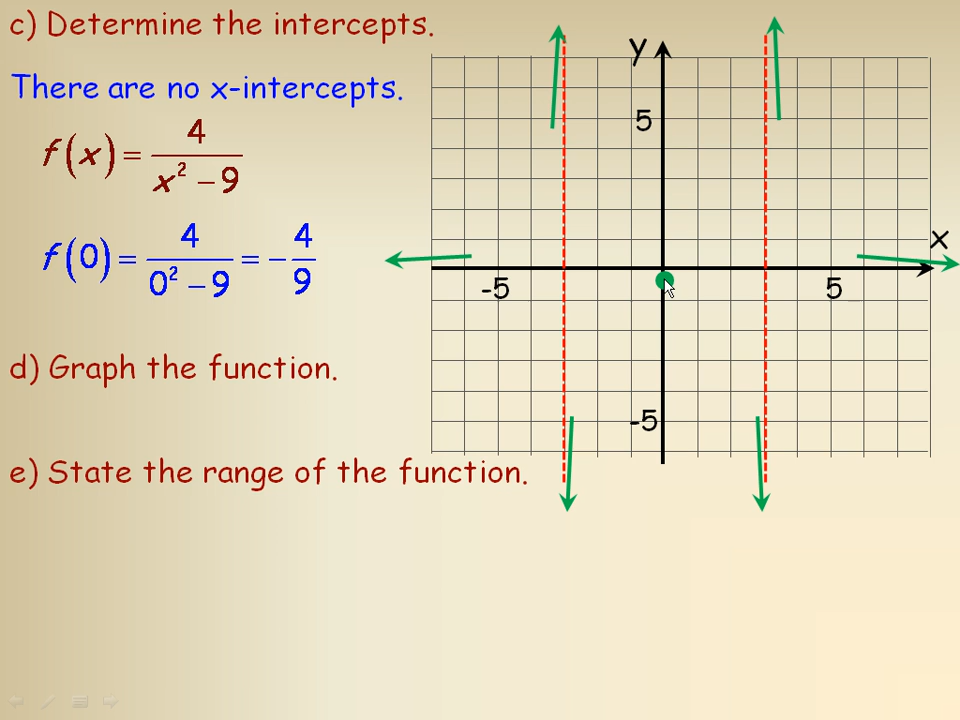 c) Determine the intercepts.
There are no x-intercepts.
f(x) = 4/(x² − 9)
f(0) = 4/(0² − 9) = −4/9
d) Graph the function.
e) State the range of the function.
y
5
x
-5
5
-5